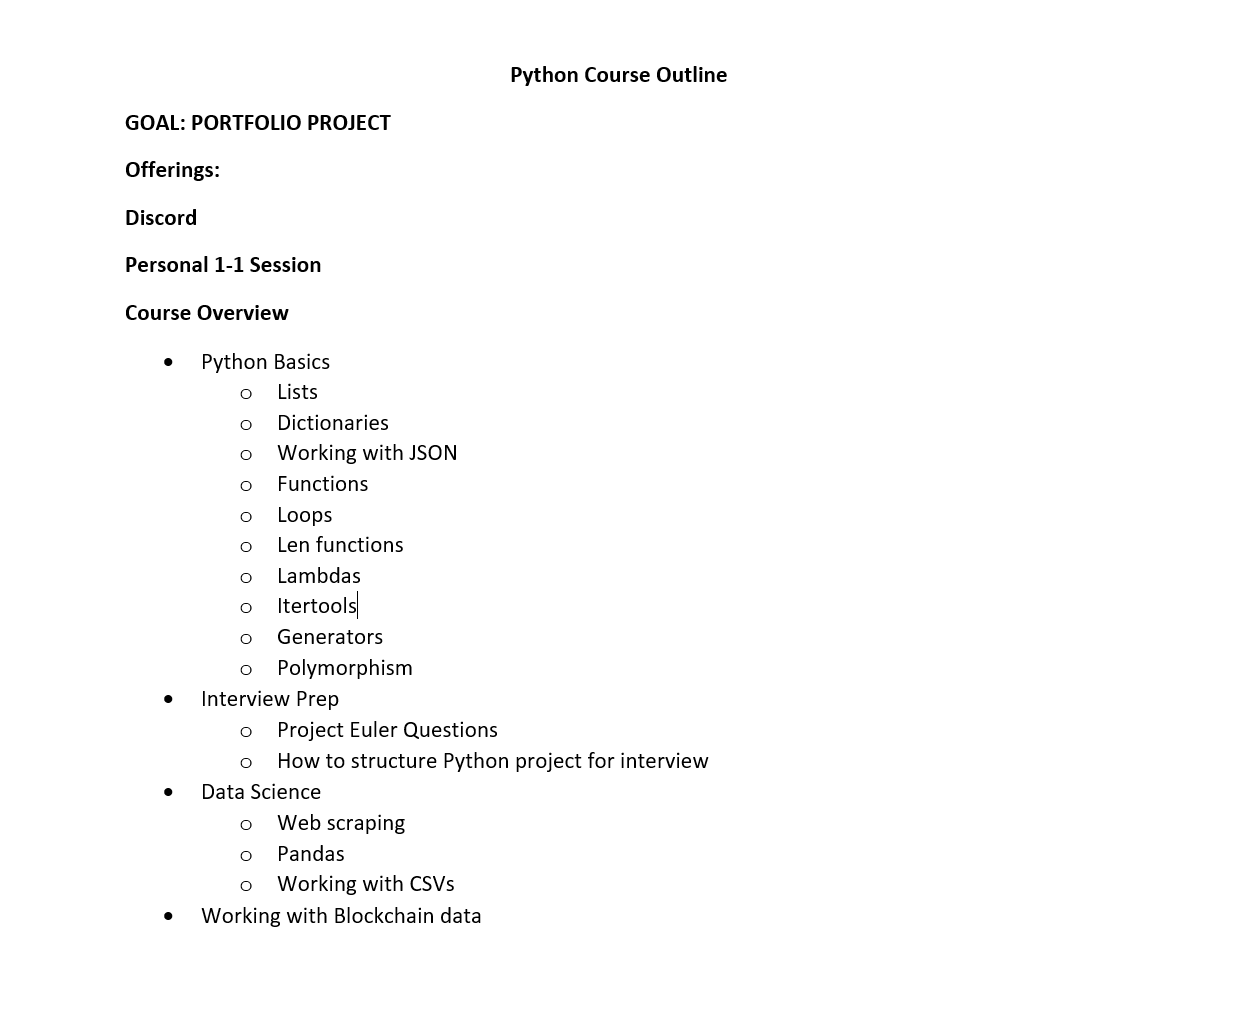 Python Course Outline
GOAL: PORTFOLIO PROJECT
Offerings:
Discord
Personal 1-1 Session
Course Overview
• Python Basics
o Lists
o Dictionaries
o Working with JSON
o Functions
o Loops
o Len functions
o Lambdas
o Itertools
o Generators
o Polymorphism
• Interview Prep
o Project Euler Questions
o How to structure Python project for interview
• Data Science
o Web scraping
o Pandas
o Working with CSVs
• Working with Blockchain data